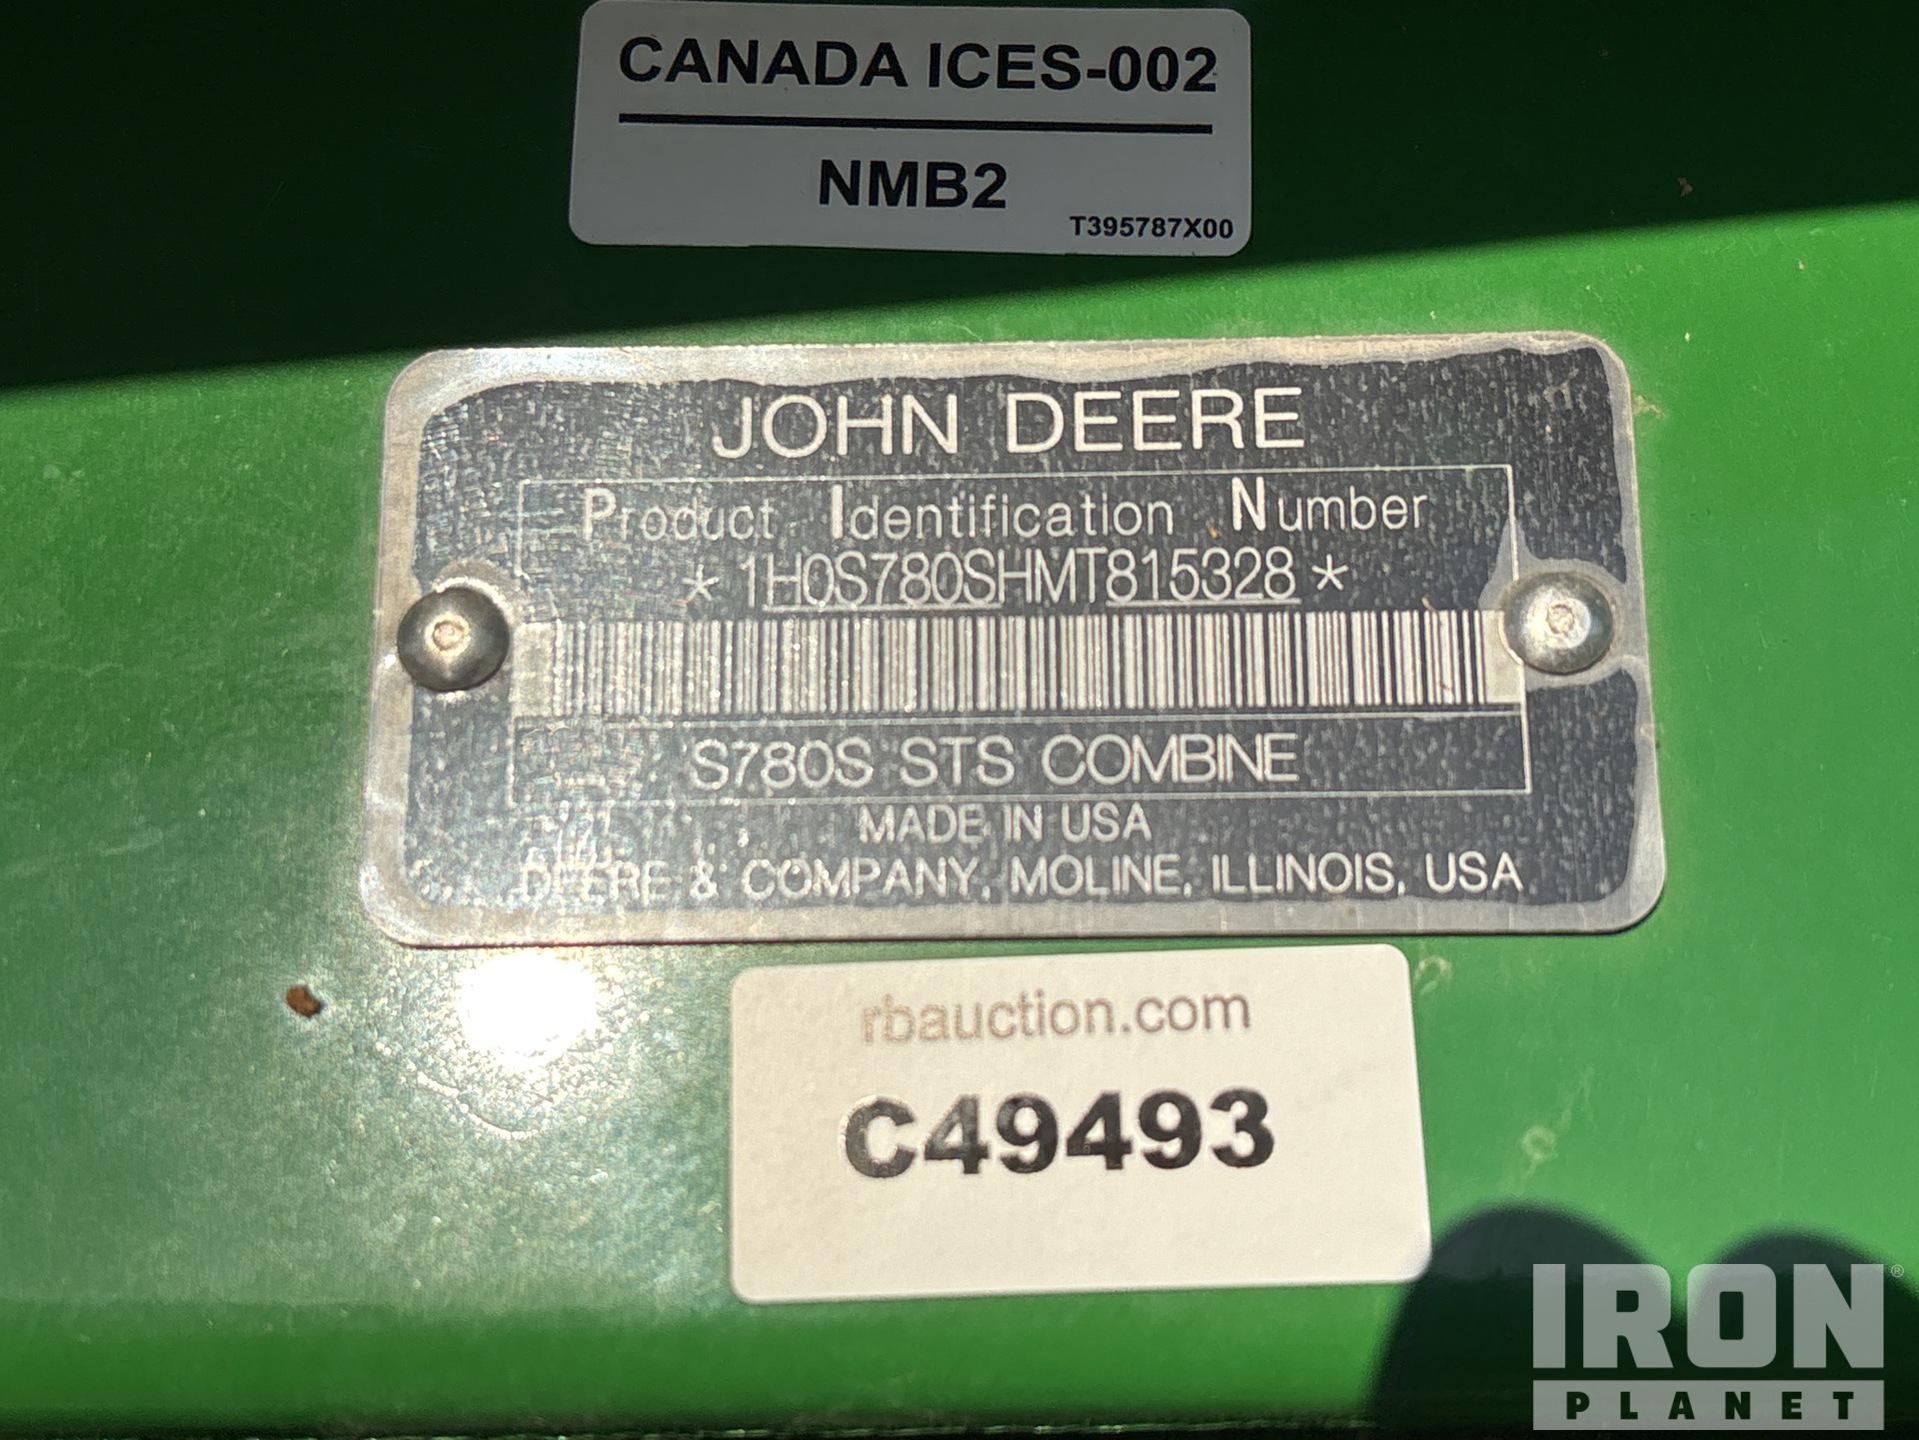 CANADA ICES-002
NMB2
T395787X00
JOHN DEERE
Product Identification Number
*1H0S780SHMT815328*
S780S STS COMBINE
MADE IN USA
DEERE & COMPANY, MOLINE, ILLINOIS, USA
rbauction.com
C49493
IRON®
PLANET